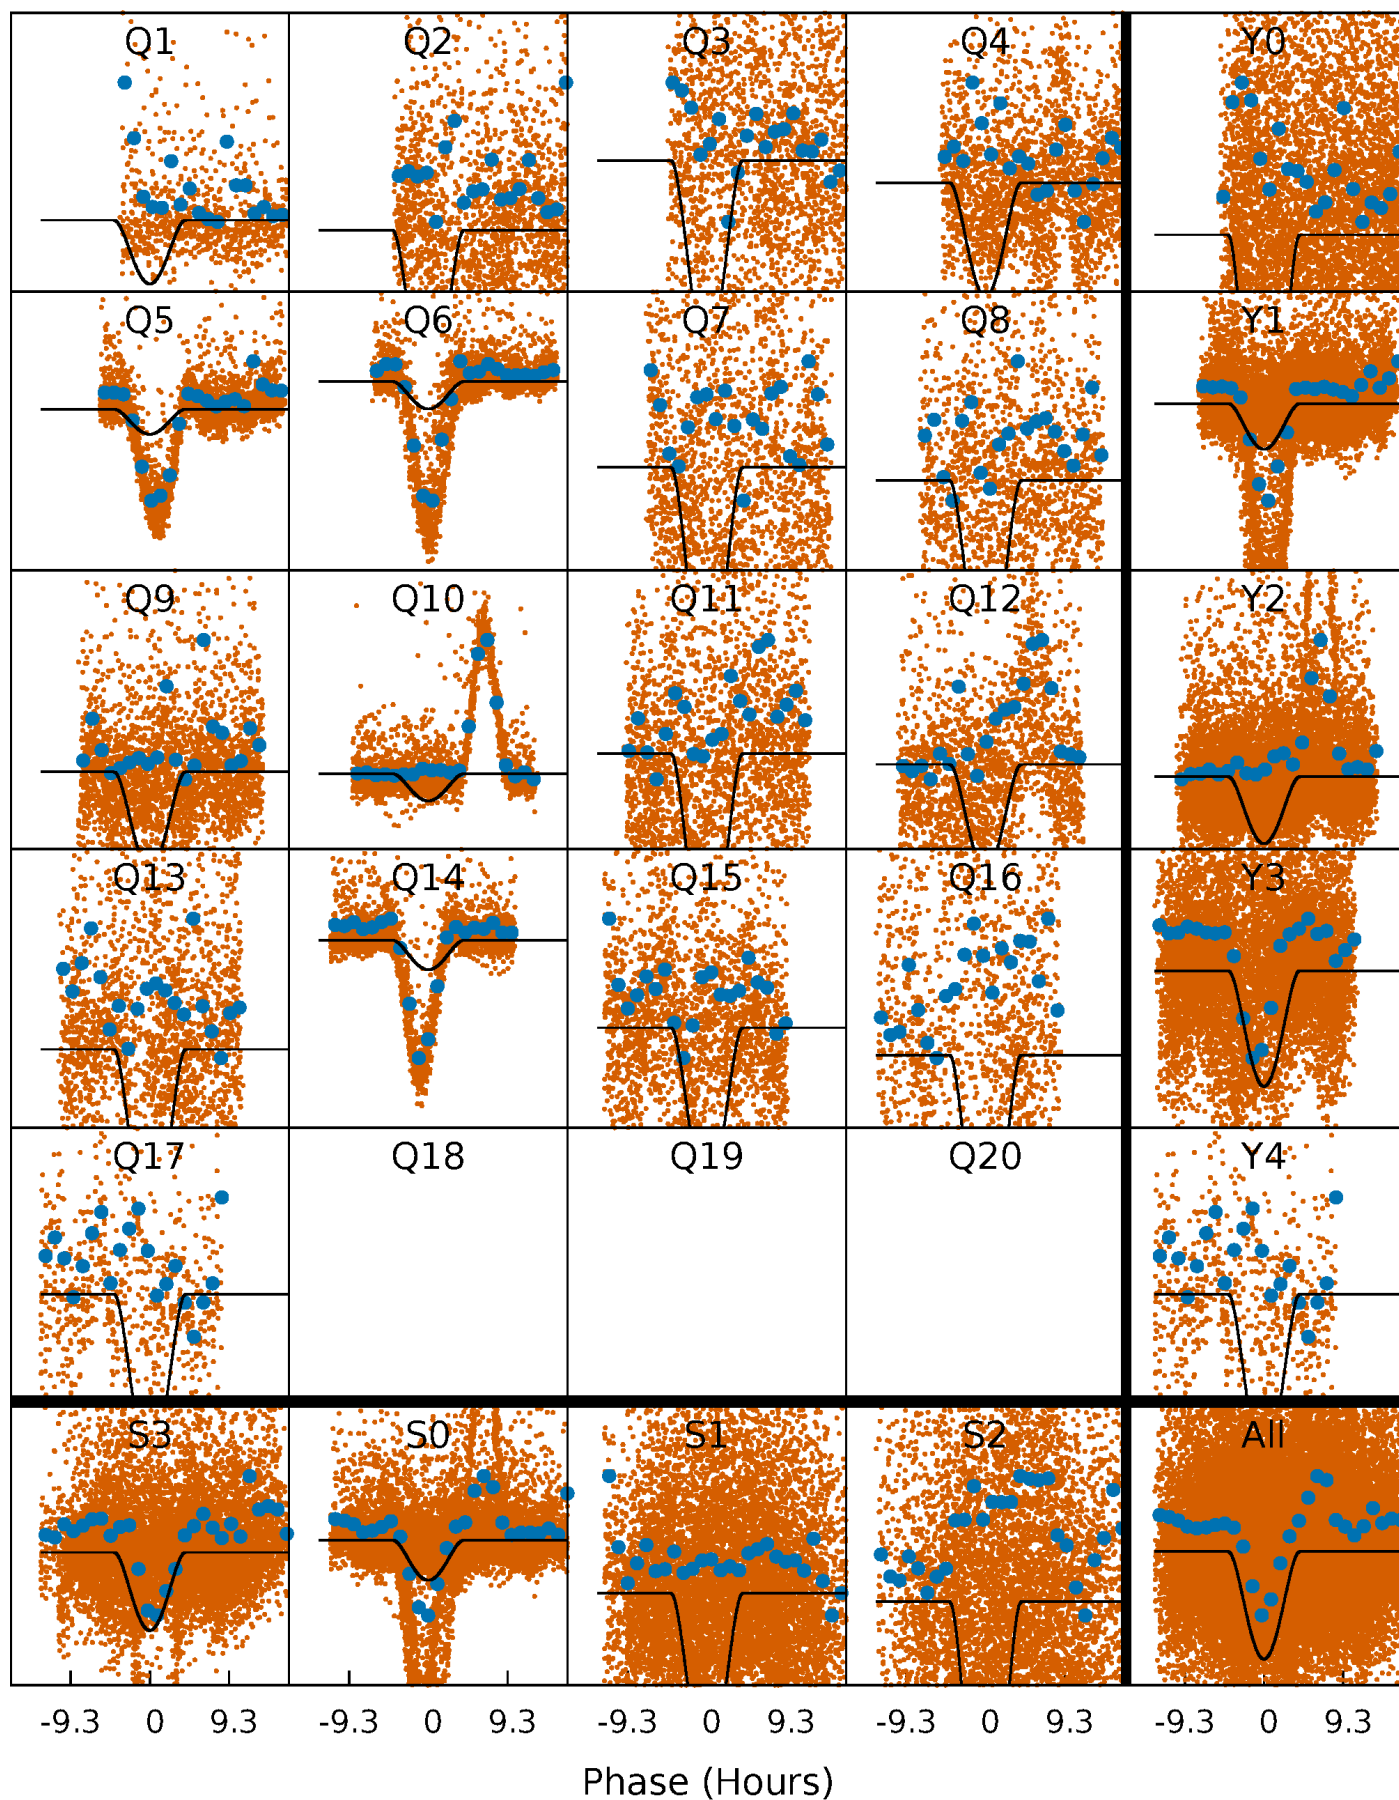 Q1 Q2 Q3 Q4 Y0
Q5 Q6 Q7 Q8 Y1
Q9 Q10 Q11 Q12 Y2
Q13 Q14 Q15 Q16 Y3
Q17 Q18 Q19 Q20 Y4
S3 S0 S1 S2 All
-9.3 0 9.3 -9.3 0 9.3 -9.3 0 9.3 -9.3 0 9.3 -9.3 0 9.3
Phase (Hours)